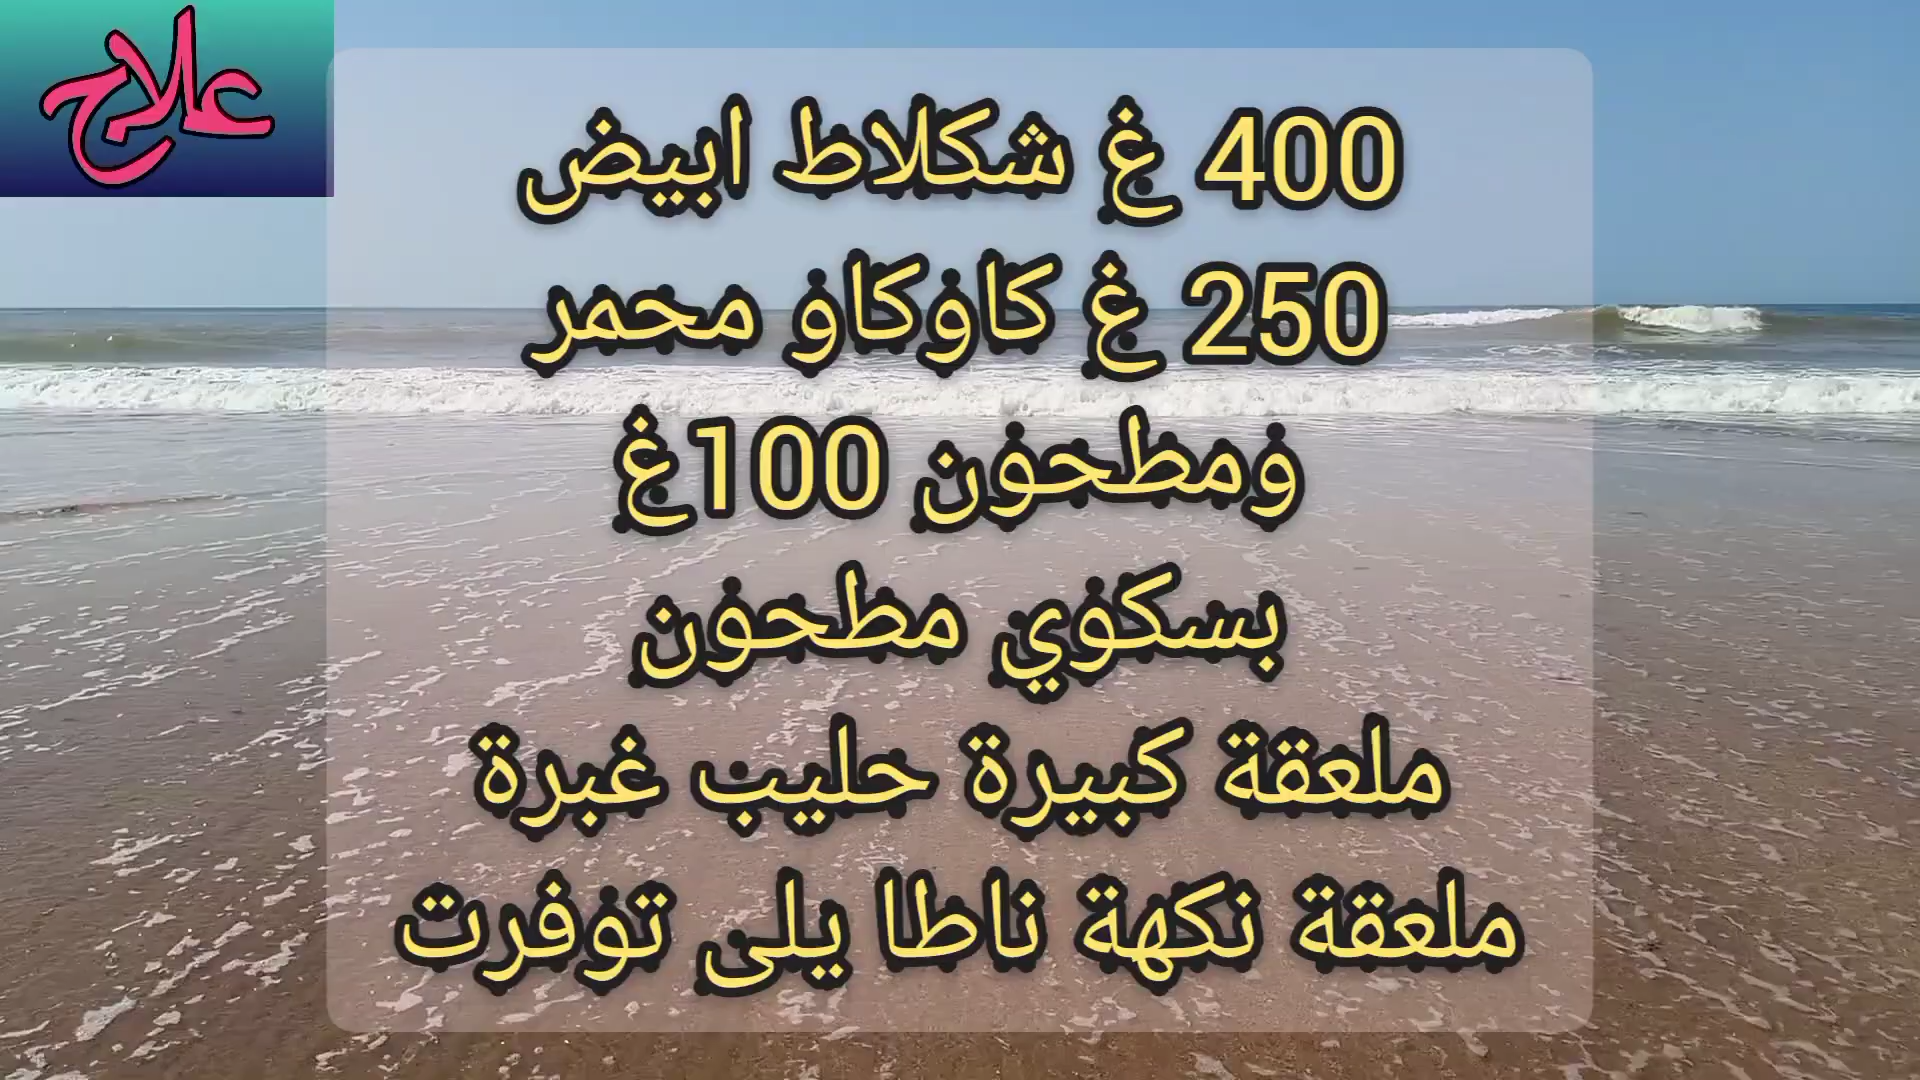 علاج
400 غ شكلاط ابيض
250 غ كاوكاو محمر
ومطحون 100غ
بسكوي مطحون
ملعقة كبيرة حليب غبرة
ملعقة نكهة ناطا يلى توفرت